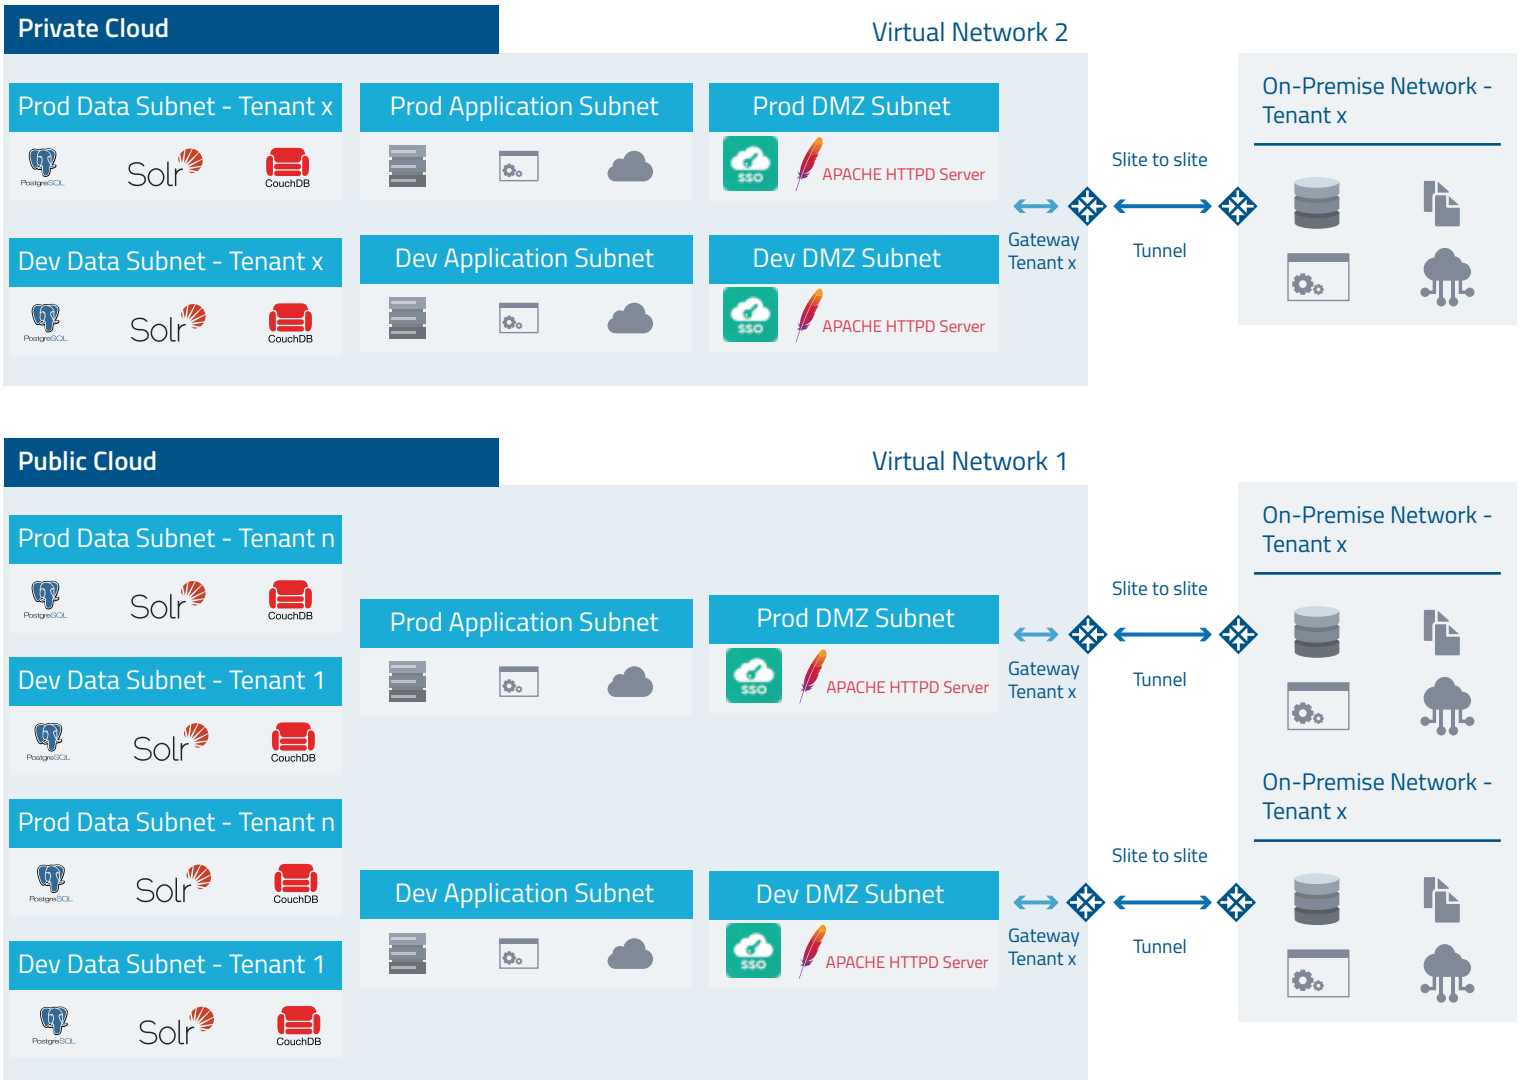 Private Cloud
Virtual Network 2
Prod Data Subnet - Tenant x
PostgreSQL
Solr
CouchDB
Prod Application Subnet
Prod DMZ Subnet
SSO
APACHE HTTPD Server
Dev Data Subnet - Tenant x
PostgreSQL
Solr
CouchDB
Dev Application Subnet
Dev DMZ Subnet
SSO
APACHE HTTPD Server
Gateway
Tenant x
Slite to slite
Tunnel
On-Premise Network -
Tenant x
Public Cloud
Virtual Network 1
Prod Data Subnet - Tenant n
PostgreSQL
Solr
CouchDB
Dev Data Subnet - Tenant 1
PostgreSQL
Solr
CouchDB
Prod Data Subnet - Tenant n
PostgreSQL
Solr
CouchDB
Dev Data Subnet - Tenant 1
PostgreSQL
Solr
CouchDB
Prod Application Subnet
Prod DMZ Subnet
SSO
APACHE HTTPD Server
Gateway
Tenant x
Slite to slite
Tunnel
On-Premise Network -
Tenant x
Dev Application Subnet
Dev DMZ Subnet
SSO
APACHE HTTPD Server
Gateway
Tenant x
Slite to slite
Tunnel
On-Premise Network -
Tenant x